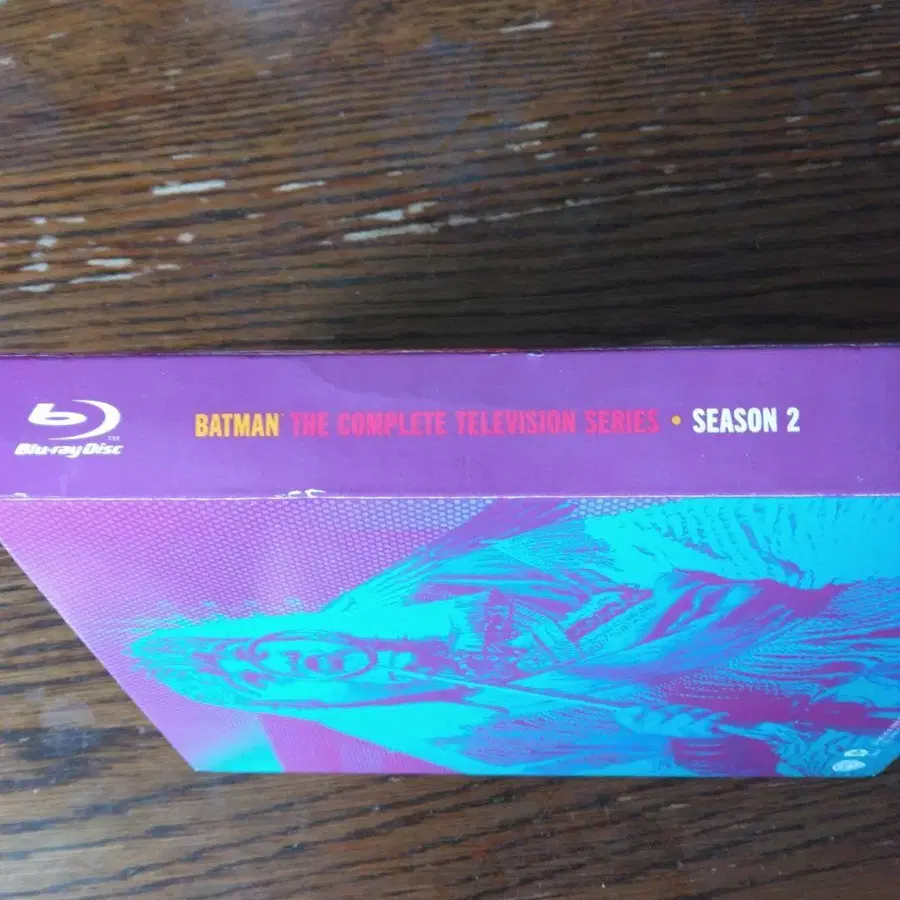 Blu-ray Disc
BATMAN THE COMPLETE TELEVISION SERIES • SEASON 2